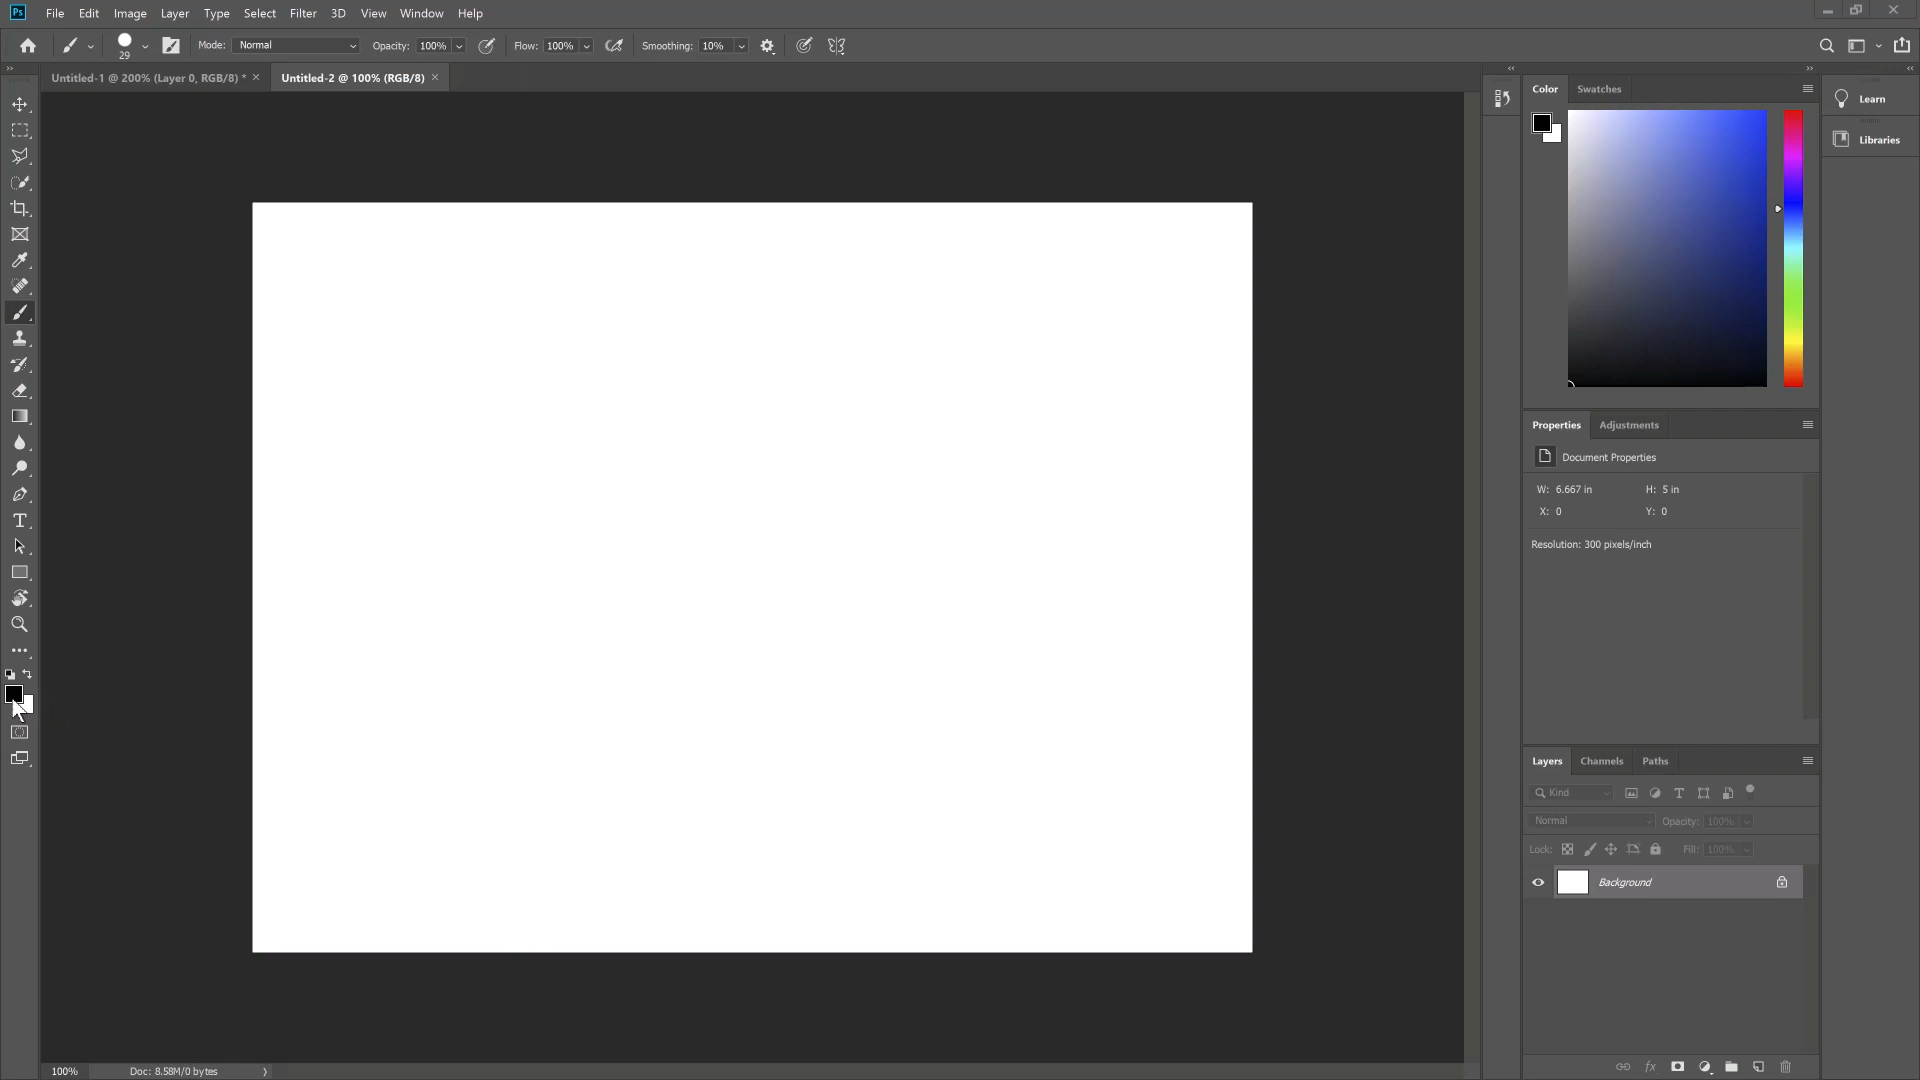 Ps File Edit Image Layer Type Select Filter 3D View Window Help
29 Mode: Normal Opacity: 100% Flow: 100% Smoothing: 10%
Untitled-1 @ 200% (Layer 0, RGB/8) * × Untitled-2 @ 100% (RGB/8) ×
Color Swatches
Learn
Libraries
Properties Adjustments
Document Properties
W: 6.667 in H: 5 in
X: 0 Y: 0
Resolution: 300 pixels/inch
Layers Channels Paths
Kind
Normal Opacity: 100%
Lock: Fill: 100%
Background
fx
100% Doc: 8.58M/0 bytes